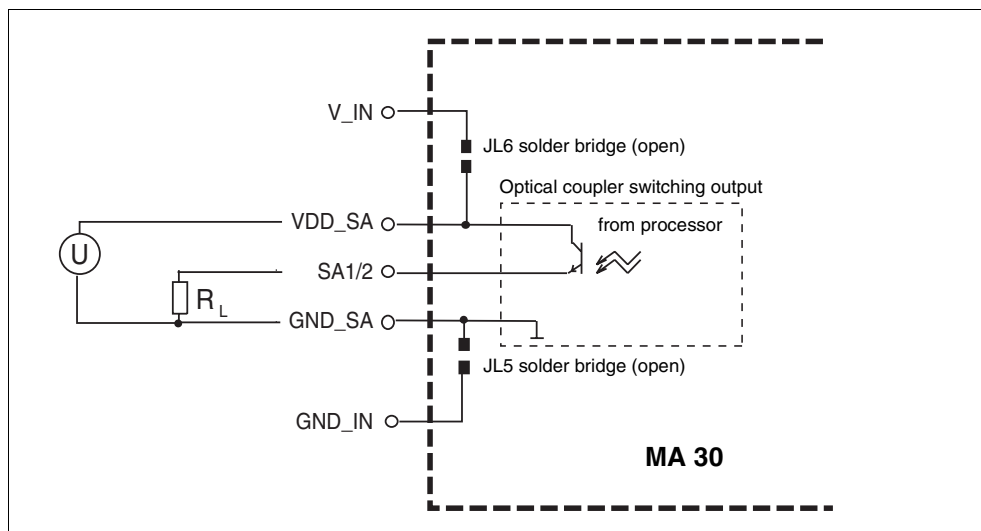 V_IN
JL6 solder bridge (open)
Optical coupler switching output
VDD_SA
from processor
U
SA1/2
R L
GND_SA
JL5 solder bridge (open)
GND_IN
MA 30